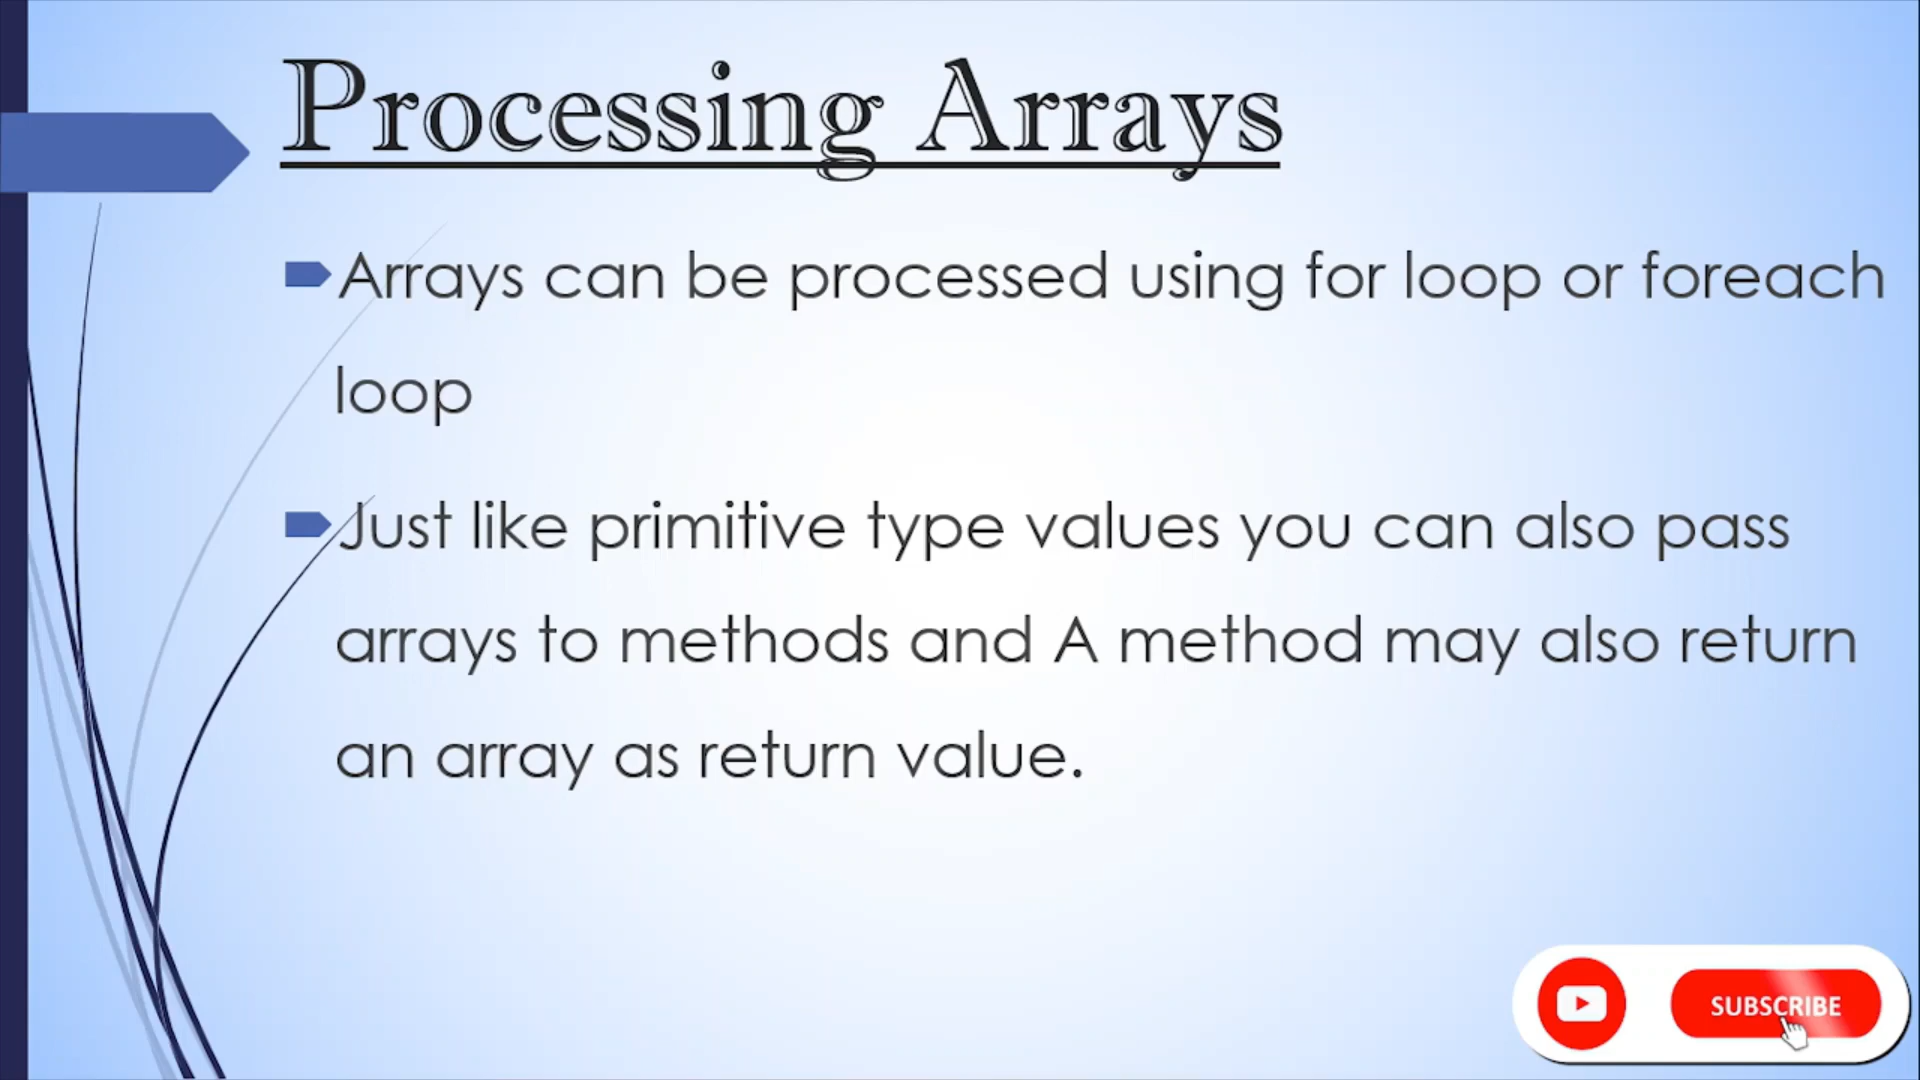 Processing Arrays
Arrays can be processed using for loop or foreach
loop
Just like primitive type values you can also pass
arrays to methods and A method may also return
an array as return value.
SUBSCRIBE